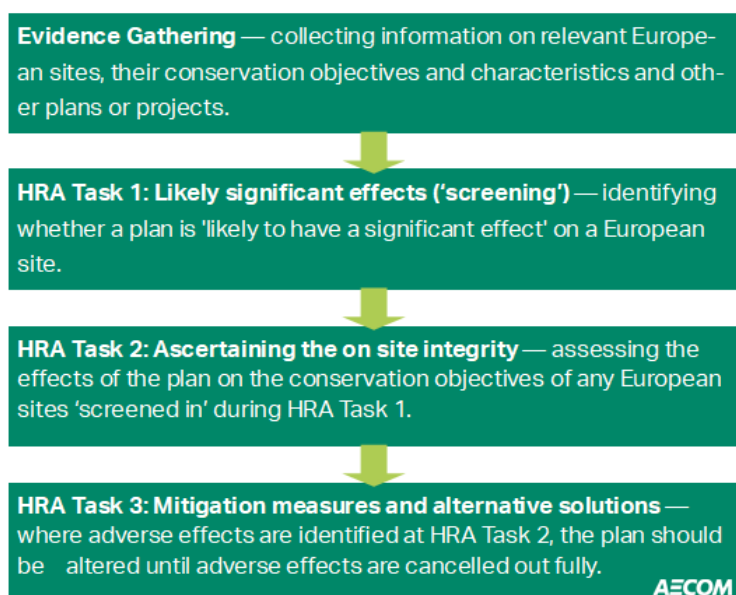 Evidence Gathering — collecting information on relevant Europe-
an sites, their conservation objectives and characteristics and oth-
er plans or projects.
HRA Task 1: Likely significant effects (‘screening’) — identifying
whether a plan is 'likely to have a significant effect' on a European
site.
HRA Task 2: Ascertaining the on site integrity — assessing the
effects of the plan on the conservation objectives of any European
sites ‘screened in’ during HRA Task 1.
HRA Task 3: Mitigation measures and alternative solutions —
where adverse effects are identified at HRA Task 2, the plan should
be altered until adverse effects are cancelled out fully.
AECOM